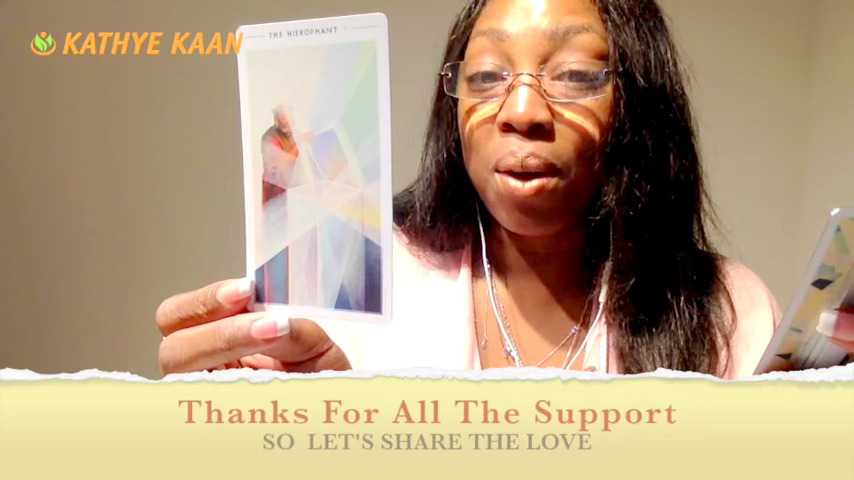 KATHYE KAAN
THE HIEROPHANT
Thanks For All The Support
SO LET'S SHARE THE LOVE